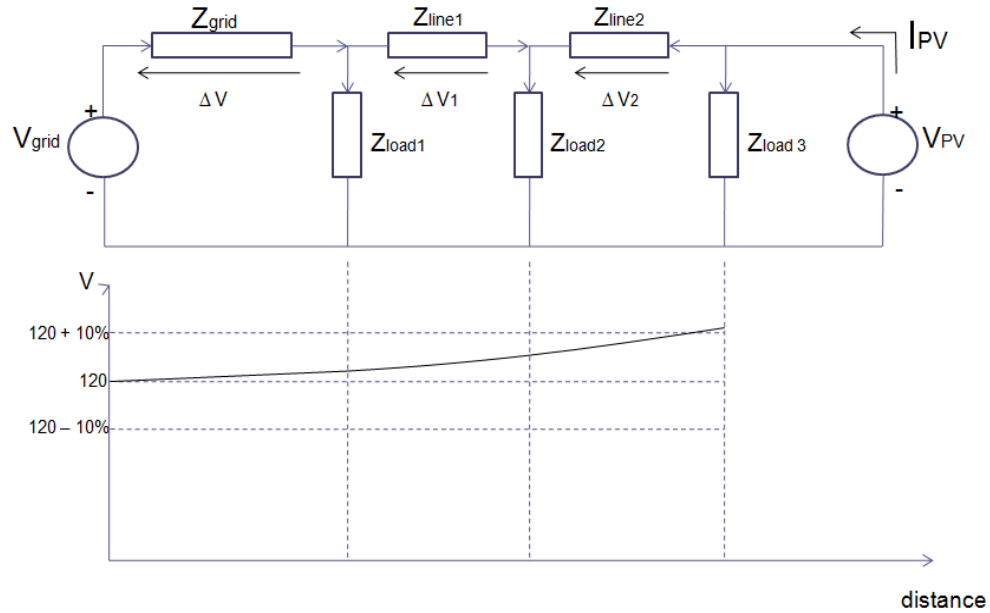 Zgrid
Zline1
Zline2
IPV
ΔV
ΔV1
ΔV2
+
Vgrid
-
Zload1
Zload2
Zload 3
+
VPV
-
V
120 + 10%
120
120 – 10%
distance